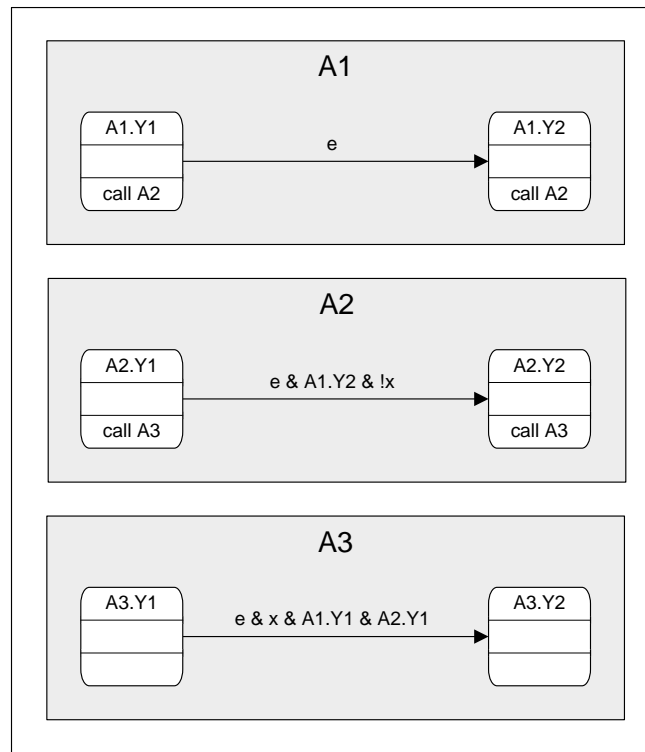 A1
A1.Y1
e
A1.Y2
call A2
call A2
A2
A2.Y1
e & A1.Y2 & !x
A2.Y2
call A3
call A3
A3
A3.Y1
e & x & A1.Y1 & A2.Y1
A3.Y2